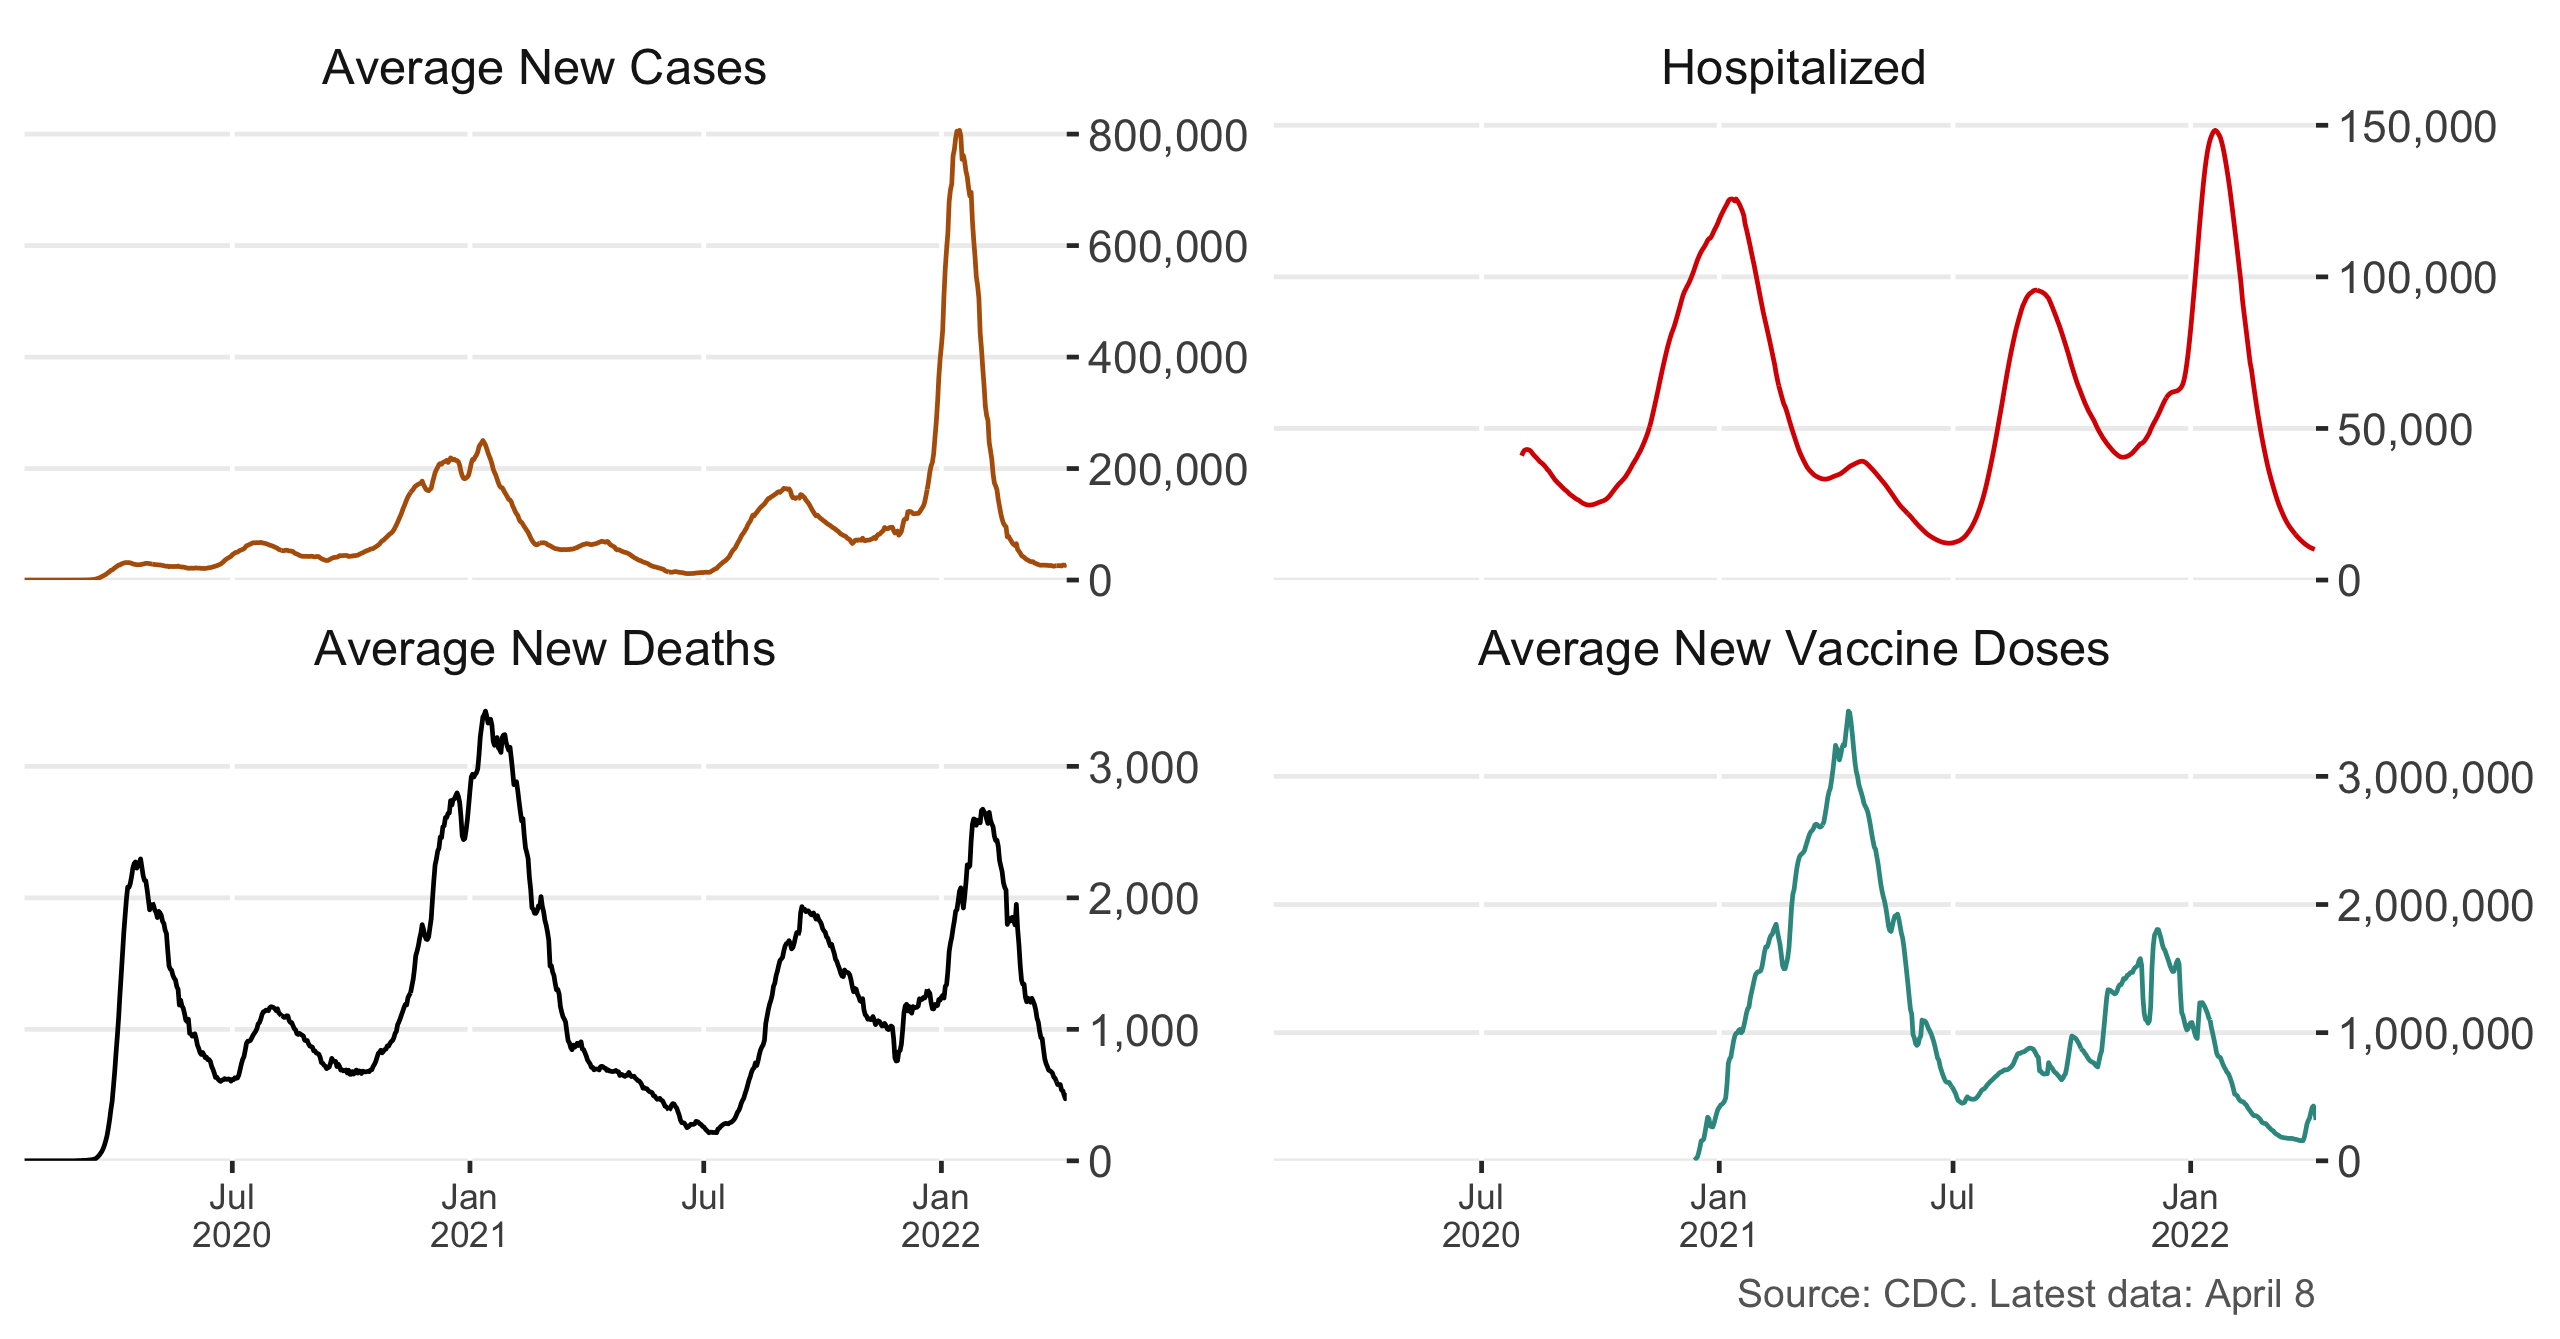 Average New Cases
800,000
600,000
400,000
200,000
0
Hospitalized
150,000
100,000
50,000
0
Average New Deaths
3,000
2,000
1,000
0
Jul Jan Jul Jan
2020 2021 2022
Average New Vaccine Doses
3,000,000
2,000,000
1,000,000
0
Jul Jan Jul Jan
2020 2021 2022
Source: CDC. Latest data: April 8